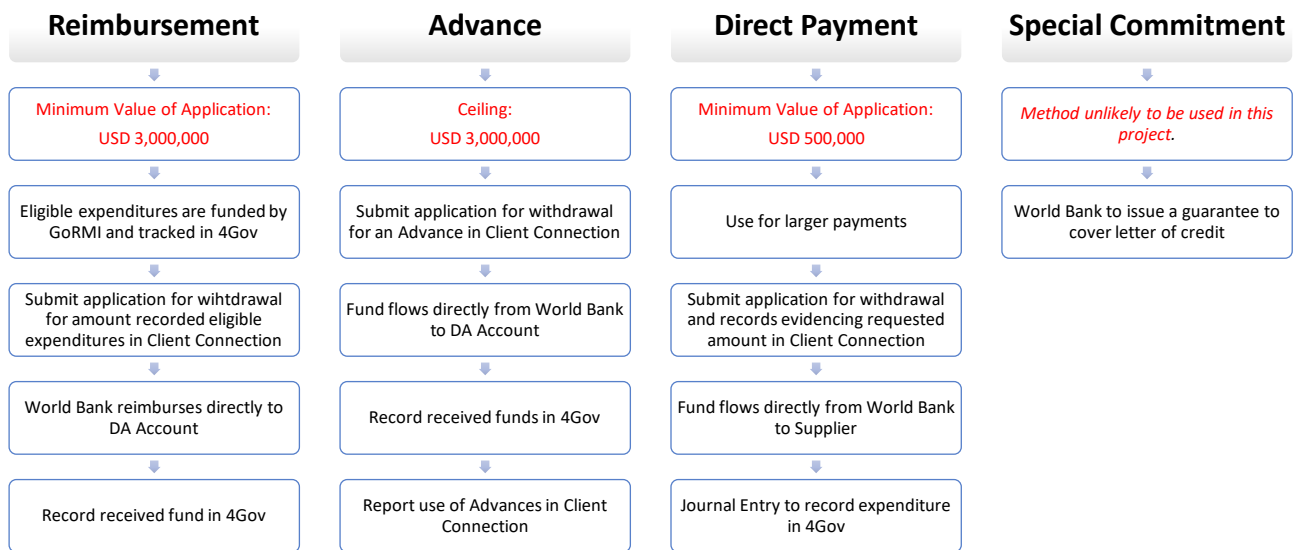 Reimbursement
Minimum Value of Application:
USD 3,000,000
Eligible expenditures are funded by
GoRMI and tracked in 4Gov
Submit application for wihtdrawal
for amount recorded eligible
expenditures in Client Connection
World Bank reimburses directly to
DA Account
Record received fund in 4Gov
Advance
Ceiling:
USD 3,000,000
Submit application for withdrawal
for an Advance in Client Connection
Fund flows directly from World Bank
to DA Account
Record received funds in 4Gov
Report use of Advances in Client
Connection
Direct Payment
Minimum Value of Application:
USD 500,000
Use for larger payments
Submit application for withdrawal
and records evidencing requested
amount in Client Connection
Fund flows directly from World Bank
to Supplier
Journal Entry to record expenditure
in 4Gov
Special Commitment
Method unlikely to be used in this
project.
World Bank to issue a guarantee to
cover letter of credit